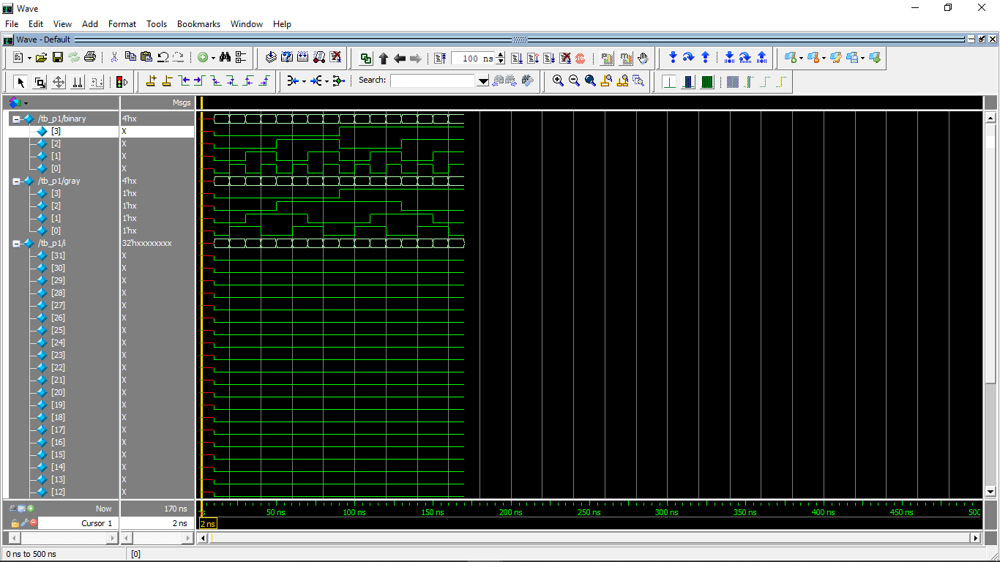 Wave
File Edit View Add Format Tools Bookmarks Window Help
Wave - Default
100 ns
Search:
Msgs
/tb_p1/binary 4'hx
[3] X
[2] X
[1] X
[0] X
/tb_p1/gray 4'hx
[3] 1'hx
[2] 1'hx
[1] 1'hx
[0] 1'hx
/tb_p1/i 32'hxxxxxxxx
[31] X
[30] X
[29] X
[28] X
[27] X
[26] X
[25] X
[24] X
[23] X
[22] X
[21] X
[20] X
[19] X
[18] X
[17] X
[16] X
[15] X
[14] X
[13] X
[12] X
Now 170 ns 50 ns 100 ns 150 ns 200 ns 250 ns 300 ns 350 ns 400 ns 450 ns 500
Cursor 1 2 ns 2 ns
0 ns to 500 ns [0]